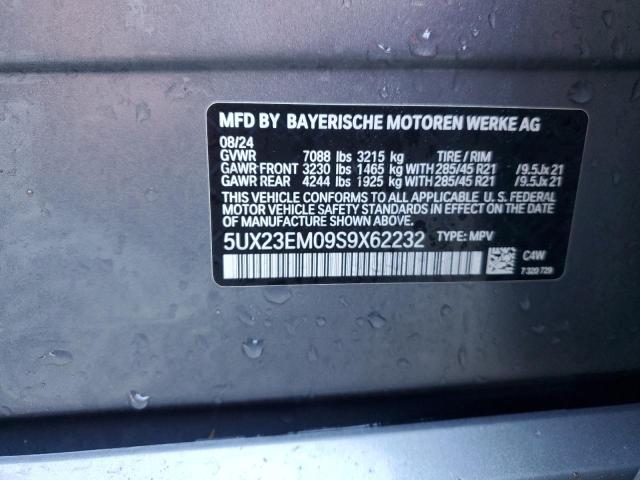 MFD BY BAYERISCHE MOTOREN WERKE AG
08/24
GVWR 7088 lbs 3215 kg TIRE / RIM
GAWR FRONT 3230 lbs 1465 kg WITH 285/45 R21 /9.5Jx21
GAWR REAR 4244 lbs 1925 kg WITH 285/45 R21 /9.5Jx21
THIS VEHICLE CONFORMS TO ALL APPLICABLE U. S. FEDERAL
MOTOR VEHICLE SAFETY STANDARDS IN EFFECT ON THE DATE OF
MANUFACTURE SHOWN ABOVE.
5UX23EM09S9X62232 TYPE: MPV
C4W
7 320 729